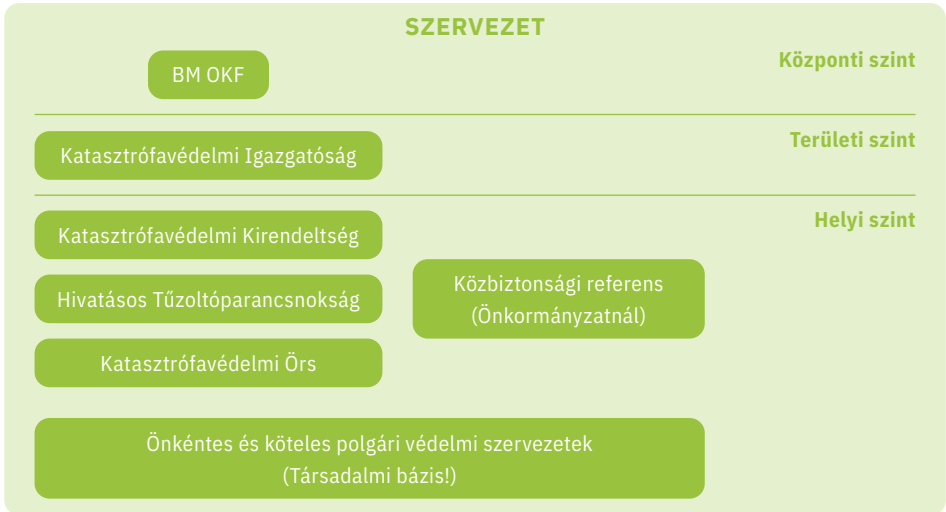 SZERVEZET
BM OKF
Központi szint
Katasztrófavédelmi Igazgatóság
Területi szint
Katasztrófavédelmi Kirendeltség
Helyi szint
Hivatásos Tűzoltóparancsnokság
Közbiztonsági referens
(Önkormányzatnál)
Katasztrófavédelmi Örs
Önkéntes és köteles polgári védelmi szervezetek
(Társadalmi bázis!)